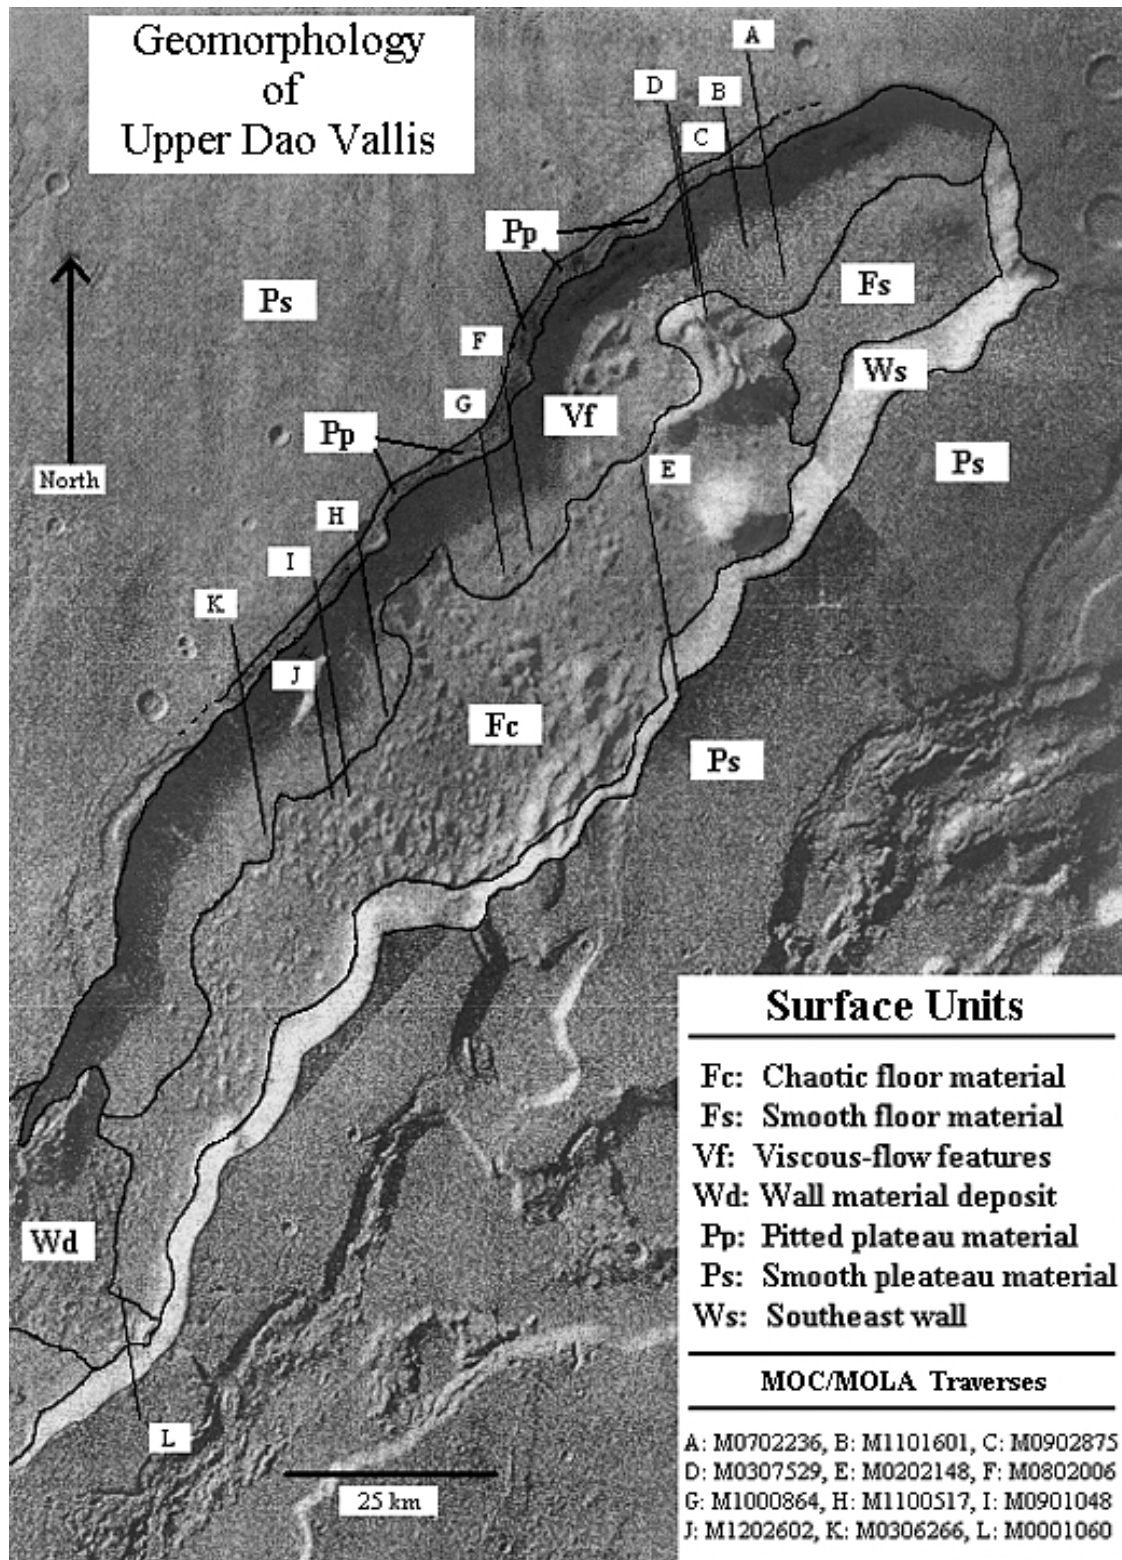 Geomorphology
of
Upper Dao Vallis
A
D
B
C
Pp
Ps
Fs
F
Ws
G
Vf
Pp
E
Ps
North
H
I
K
J
Fc
Ps
Surface Units
Fc: Chaotic floor material
Fs: Smooth floor material
Vf: Viscous-flow features
Wd: Wall material deposit
Wd
Pp: Pitted plateau material
Ps: Smooth pleateau material
Ws: Southeast wall
MOC/MOLA Traverses
L
A: M0702236, B: M1101601, C: M0902875
D: M0307529, E: M0202148, F: M0802006
25 km
G: M1000864, H: M1100517, I: M0901048
J: M1202602, K: M0306266, L: M0001060